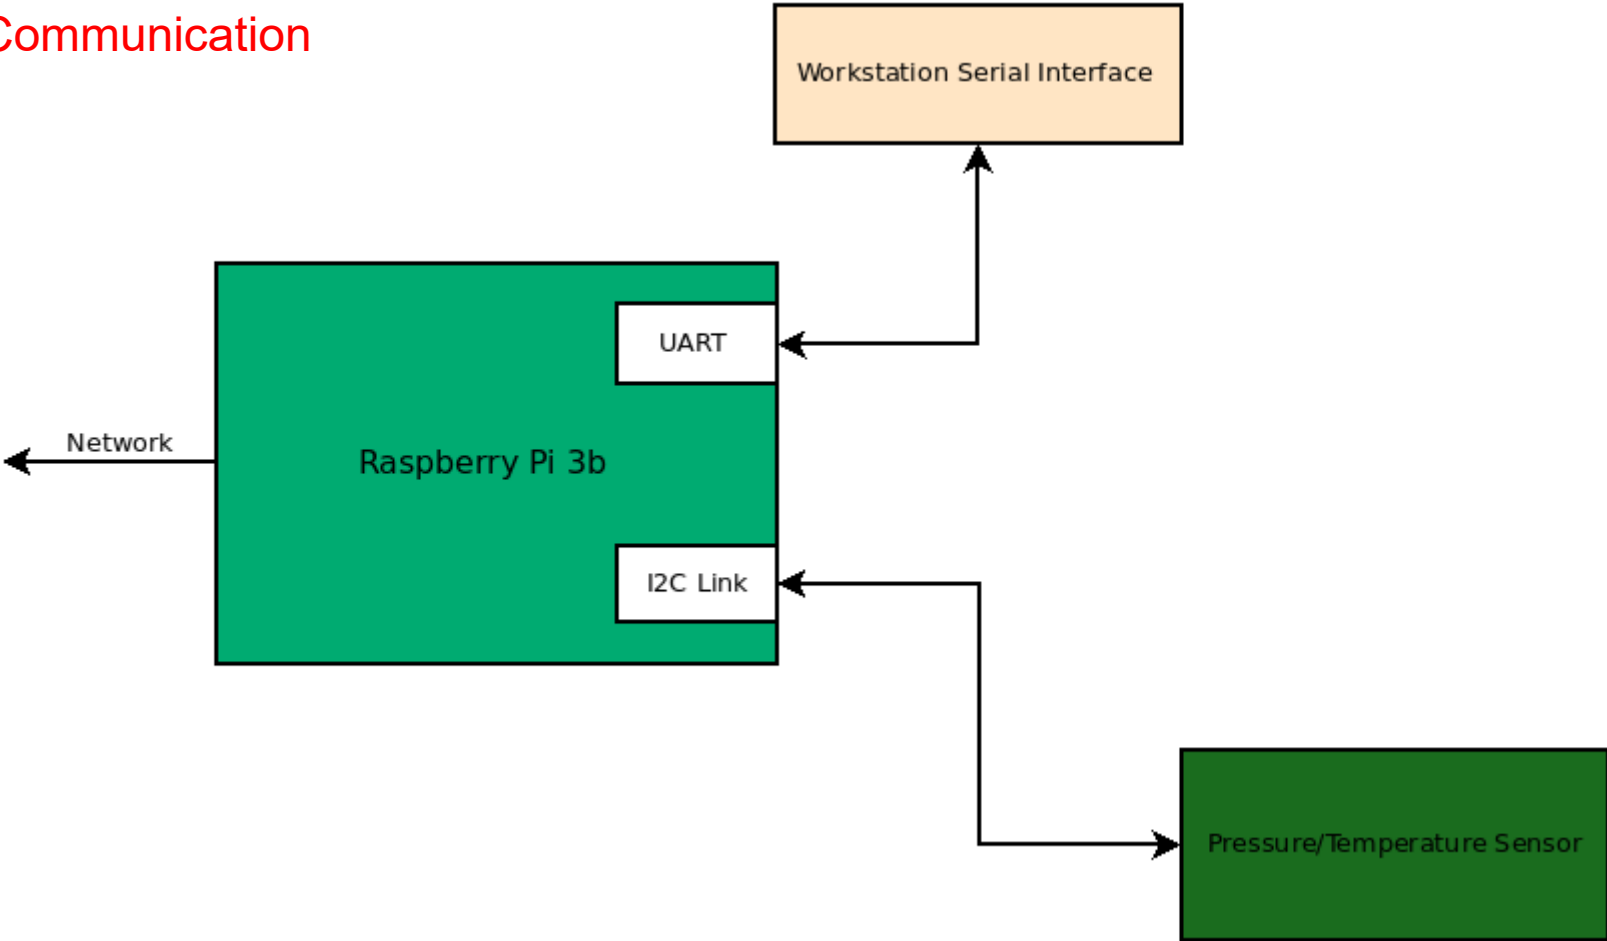 Communication
Workstation Serial Interface
UART
Network
Raspberry Pi 3b
I2C Link
Pressure/Temperature Sensor